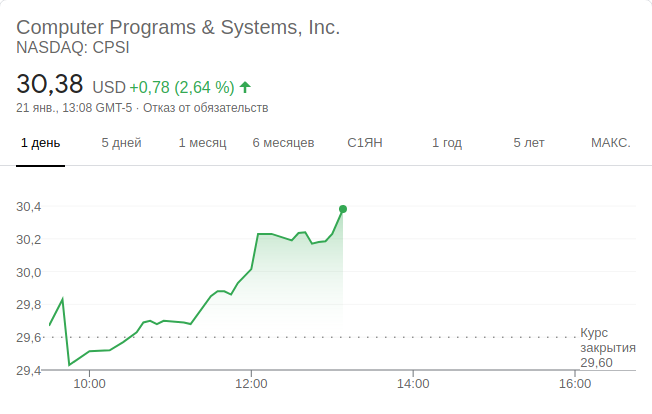 Computer Programs & Systems, Inc.
NASDAQ: CPSI
30,38 USD +0,78 (2,64 %)
21 янв., 13:08 GMT-5 · Отказ от обязательств
1 день 5 дней 1 месяц 6 месяцев С1ЯН 1 год 5 лет МАКС.
30,4
30,2
30,0
29,8
29,6
29,4
Курс
закрытия
29,60
10:00 12:00 14:00 16:00